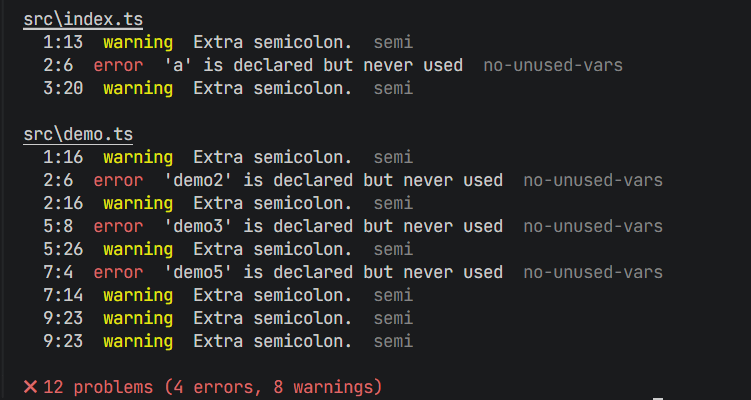 src\index.ts
1:13 warning Extra semicolon. semi
2:6 error 'a' is declared but never used no-unused-vars
3:20 warning Extra semicolon. semi
src\demo.ts
1:16 warning Extra semicolon. semi
2:6 error 'demo2' is declared but never used no-unused-vars
2:16 warning Extra semicolon. semi
5:8 error 'demo3' is declared but never used no-unused-vars
5:26 warning Extra semicolon. semi
7:4 error 'demo5' is declared but never used no-unused-vars
7:14 warning Extra semicolon. semi
9:23 warning Extra semicolon. semi
9:23 warning Extra semicolon. semi
❌ 12 problems (4 errors, 8 warnings)